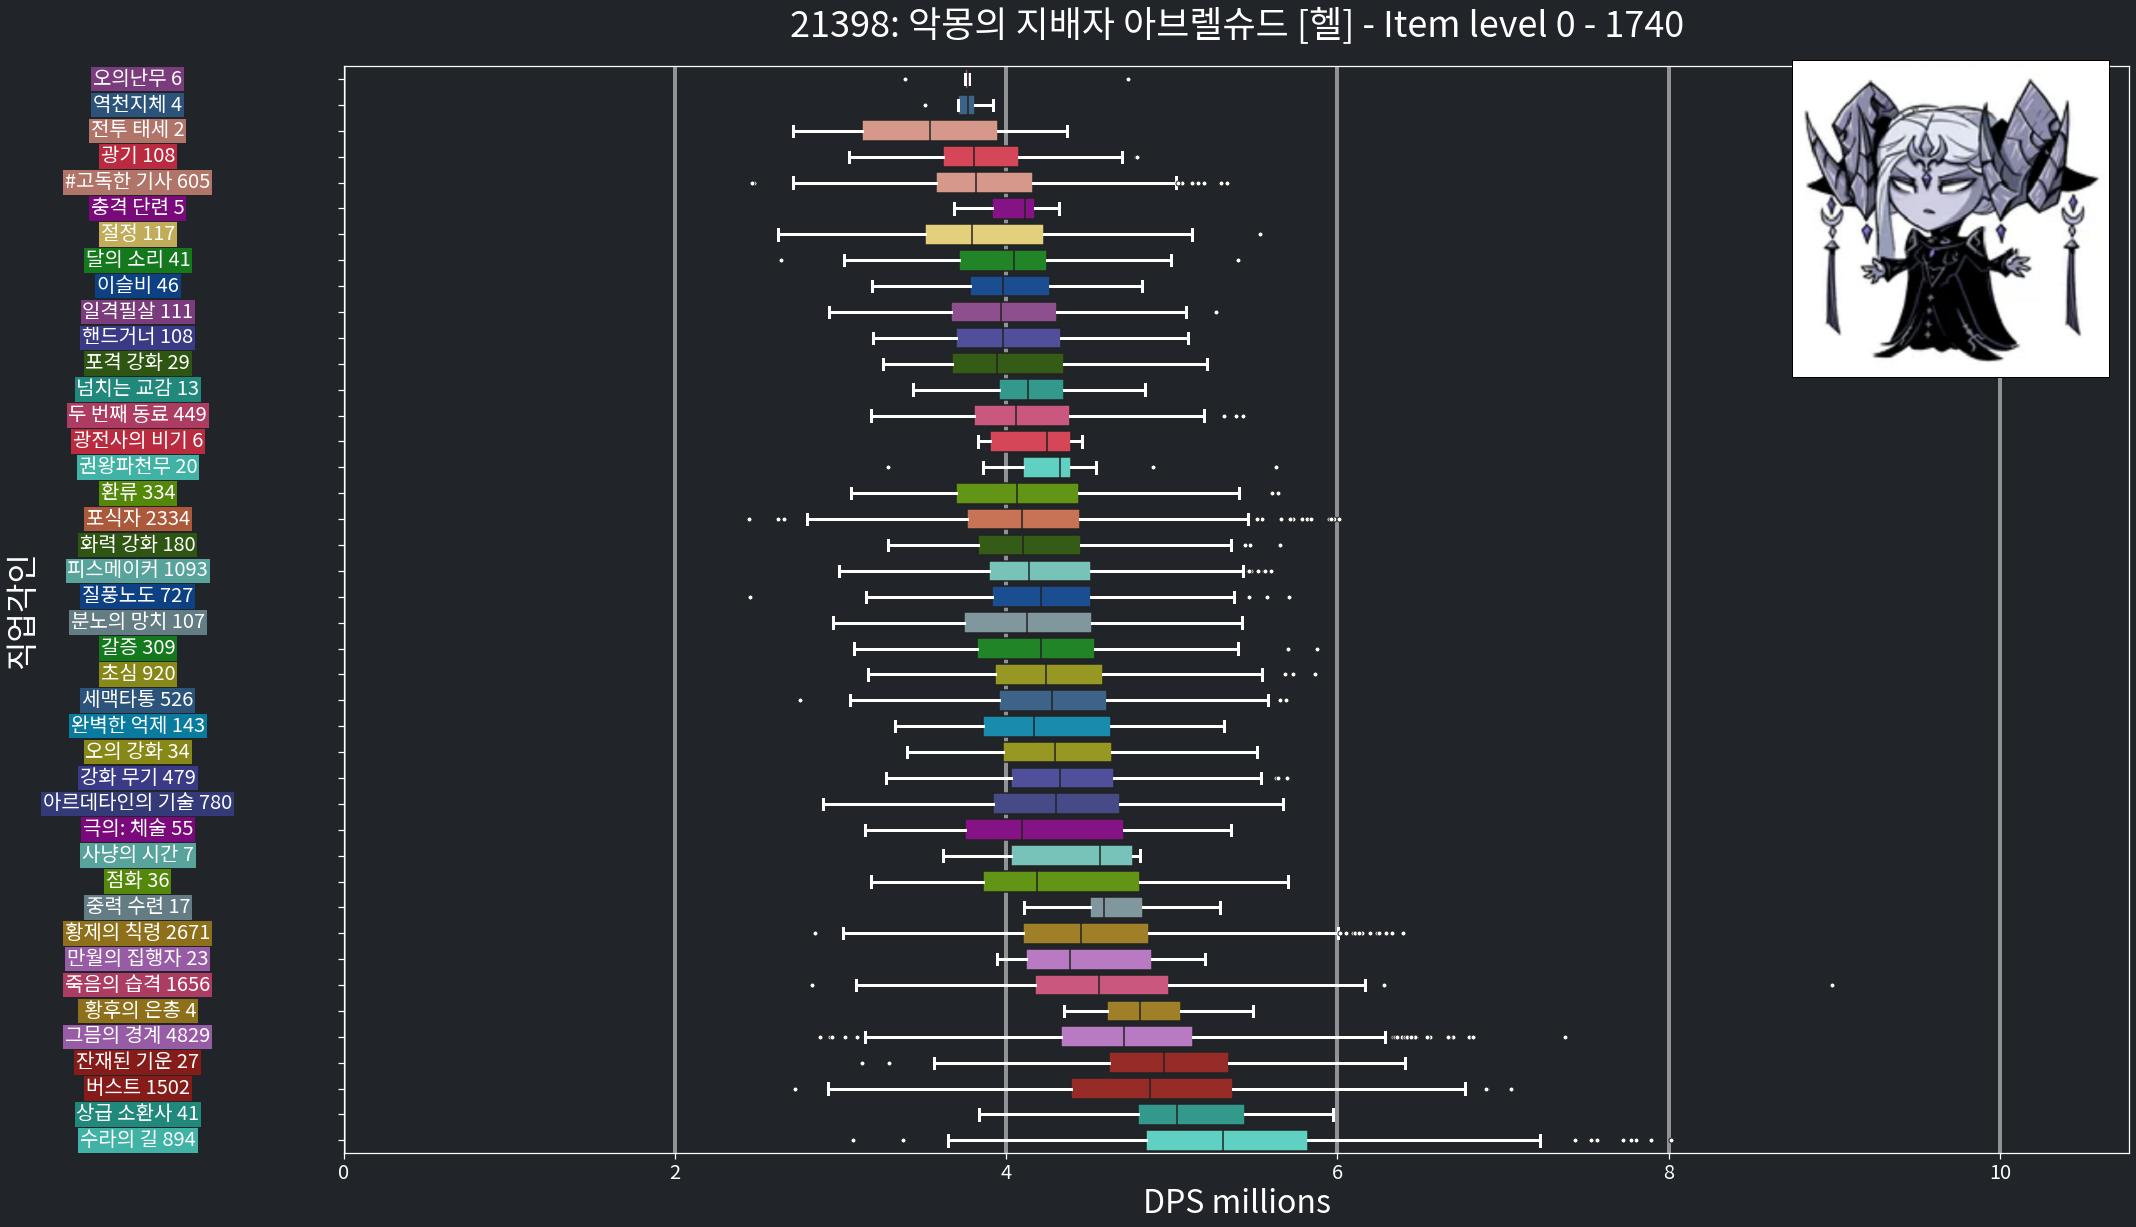 21398: 악몽의 지배자 아브렐슈드 [헬] - Item level 0 - 1740
직업각인
오의난무 6
역천지체 4
전투 태세 2
광기 108
#고독한 기사 605
충격 단련 5
절정 117
달의 소리 41
이슬비 46
일격필살 111
핸드거너 108
포격 강화 29
넘치는 교감 13
두 번째 동료 449
광전사의 비기 6
권왕파천무 20
환류 334
포식자 2334
화력 강화 180
피스메이커 1093
질풍노도 727
분노의 망치 107
갈증 309
초심 920
세맥타통 526
완벽한 억제 143
오의 강화 34
강화 무기 479
아르데타인의 기술 780
극의: 체술 55
사냥의 시간 7
점화 36
중력 수련 17
황제의 칙령 2671
만월의 집행자 23
죽음의 습격 1656
황후의 은총 4
그믐의 경계 4829
잔재된 기운 27
버스트 1502
상급 소환사 41
수라의 길 894
0 2 4 6 8 10
DPS millions